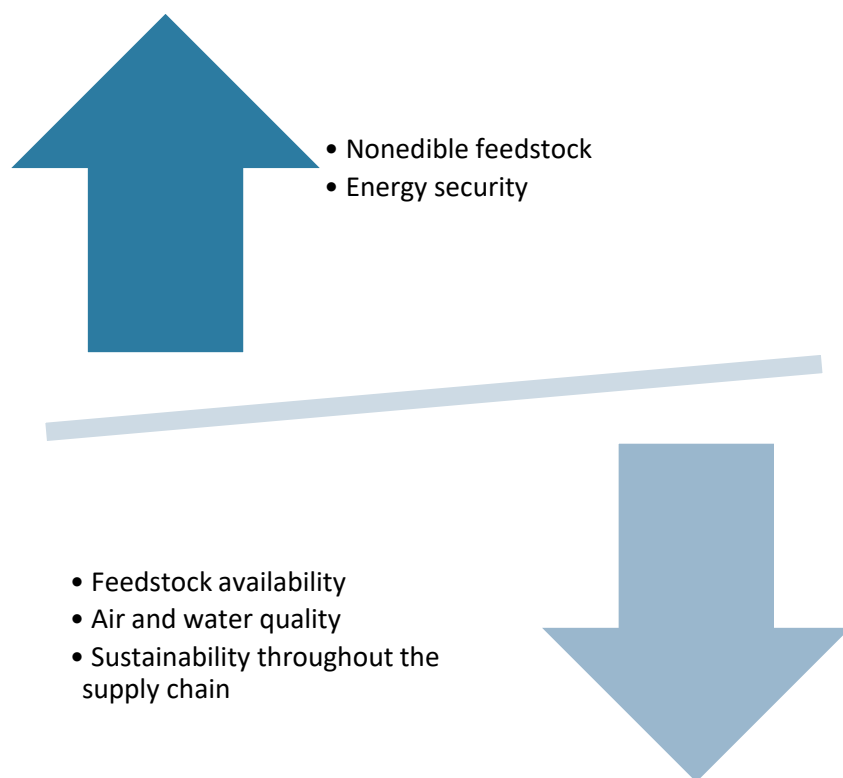 • Nonedible feedstock
• Energy security
• Feedstock availability
• Air and water quality
• Sustainability throughout the
supply chain